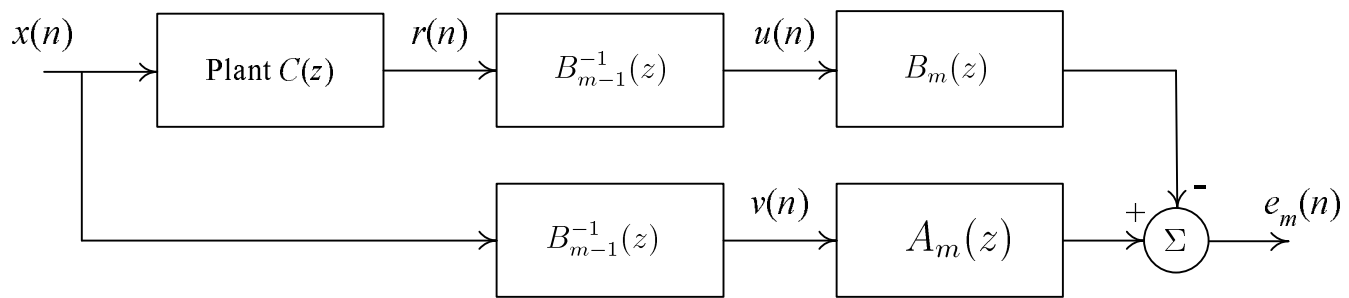 x(n)
Plant C(z)
r(n)
B_{m-1}^{-1}(z)
u(n)
B_m(z)
B_{m-1}^{-1}(z)
v(n)
A_m(z)
-
+
Σ
e_m(n)